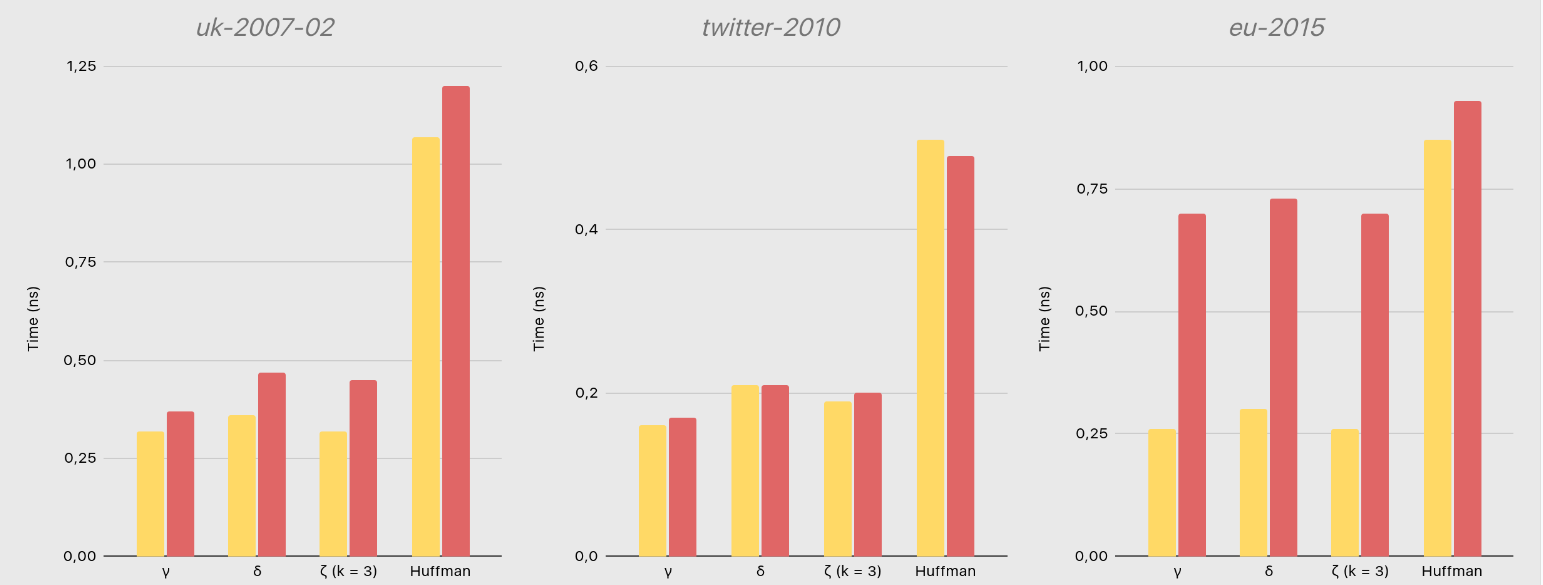 uk-2007-02
1,25
1,00
0,75
0,50
0,25
0,00
Time (ns)
γ δ ζ (k = 3) Huffman
twitter-2010
0,6
0,4
0,2
0,0
Time (ns)
γ δ ζ (k = 3) Huffman
eu-2015
1,00
0,75
0,50
0,25
0,00
Time (ns)
γ δ ζ (k = 3) Huffman